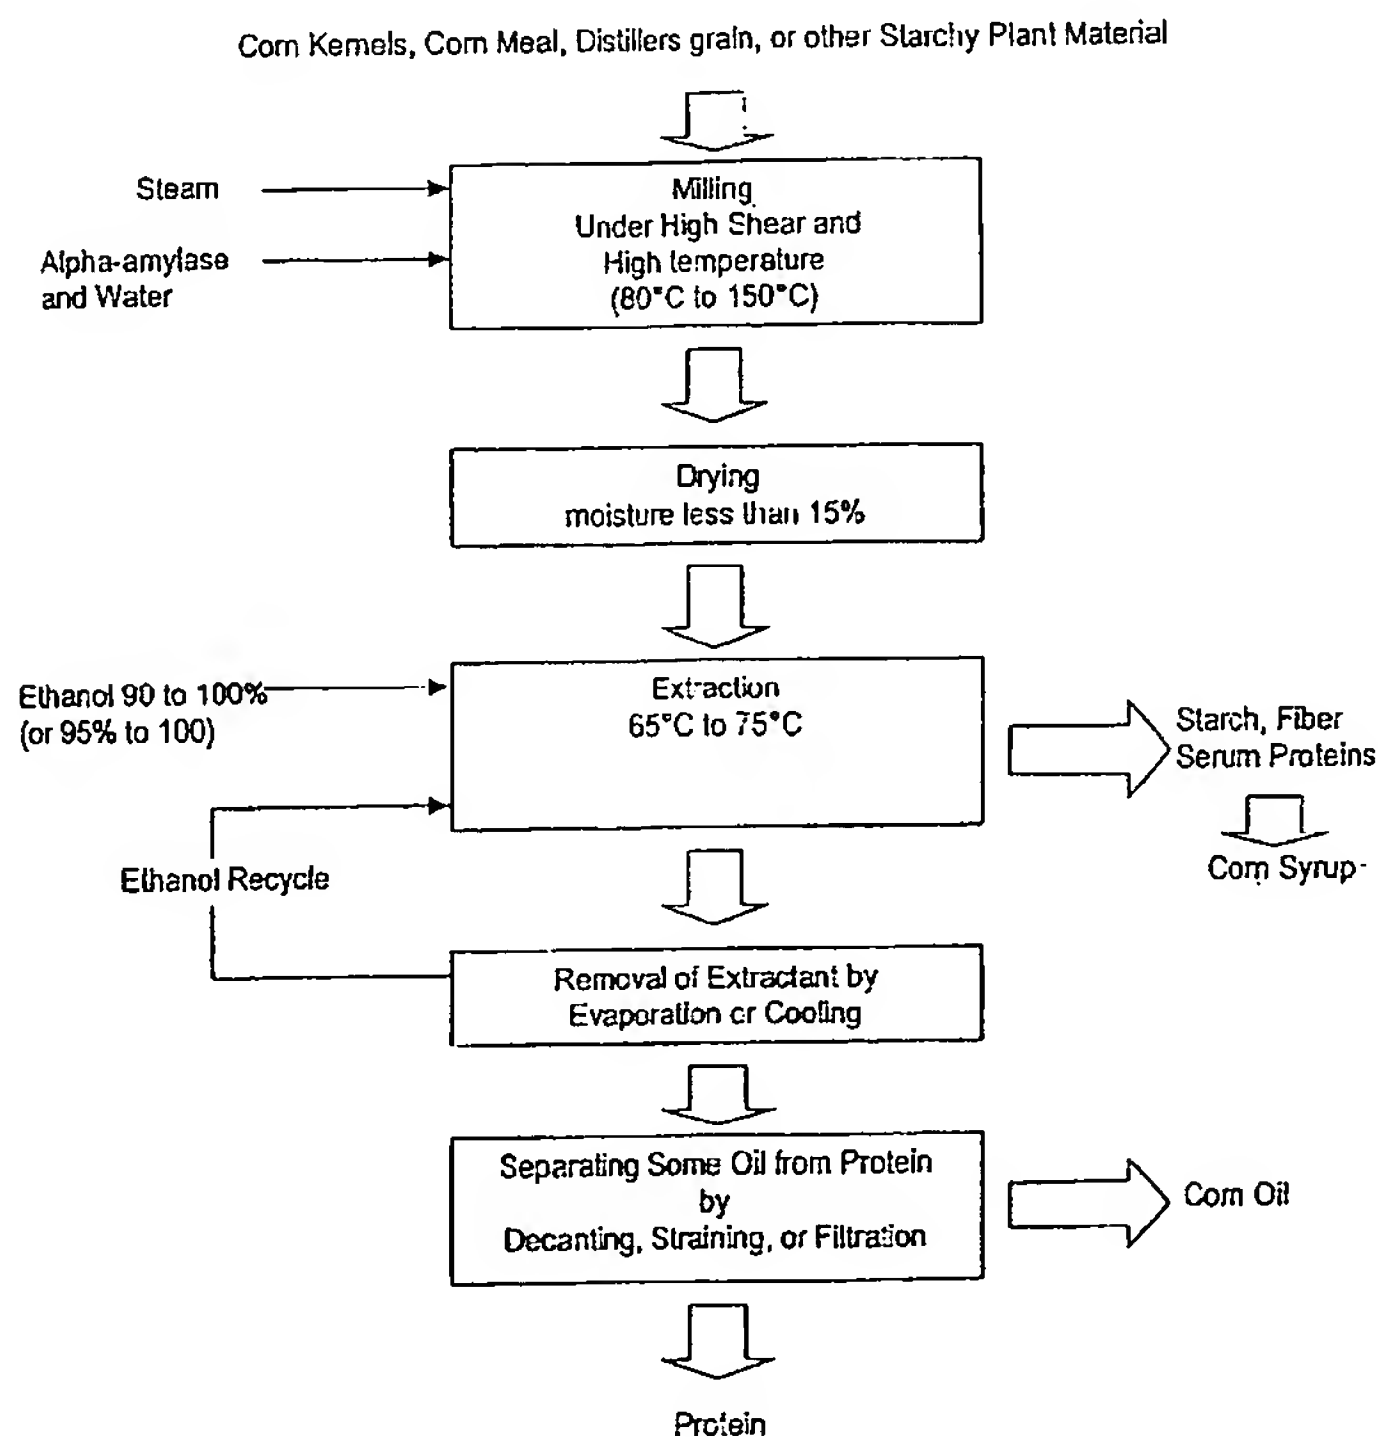 Corn Kernels, Corn Meal, Distillers grain, or other Starchy Plant Material
Steam
Alpha-amylase
and Water
Milling
Under High Shear and
High temperature
(80°C to 150°C)
Drying
moisture less than 15%
Ethanol 90 to 100%
(or 95% to 100)
Extraction
65°C to 75°C
Starch, Fiber
Serum Proteins
Corn Syrup
Ethanol Recycle
Removal of Extractant by
Evaporation or Cooling
Separating Some Oil from Protein
by
Decanting, Straining, or Filtration
Corn Oil
Protein